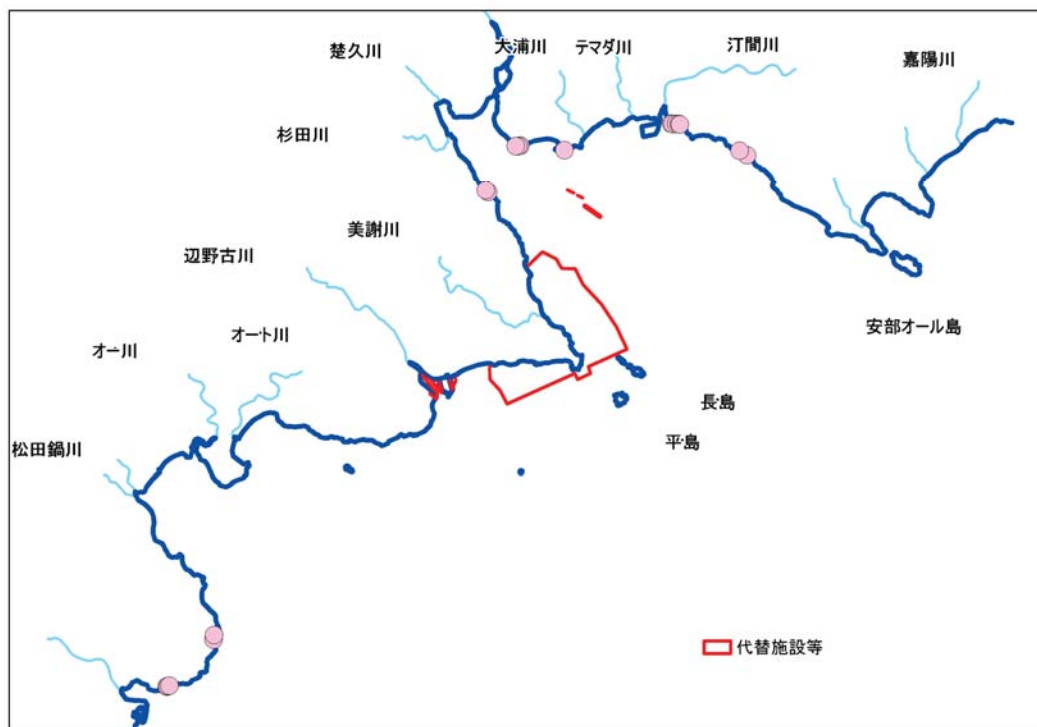 楚久川
大浦川
テマダ川
汀間川
嘉陽川
杉田川
美謝川
辺野古川
安部オール島
オー川
オート川
長島
平島
松田鍋川
代替施設等